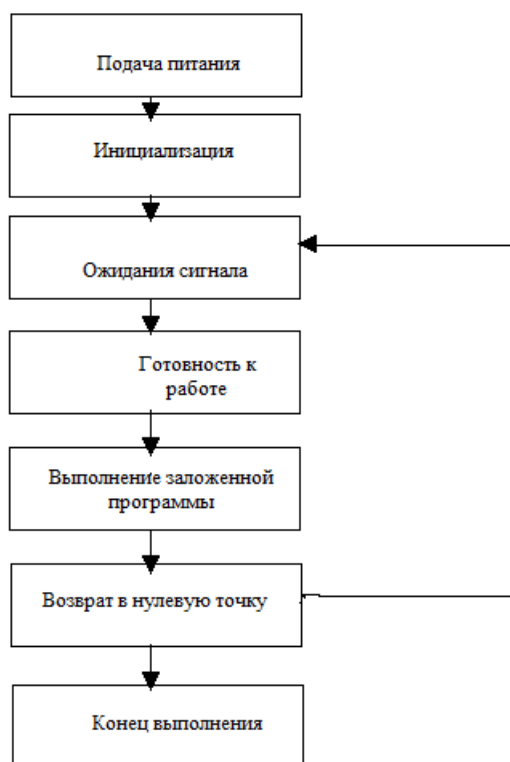 Подача питания
Инициализация
Ожидания сигнала
Готовность к
работе
Выполнение заложенной
программы
Возврат в нулевую точку
Конец выполнения